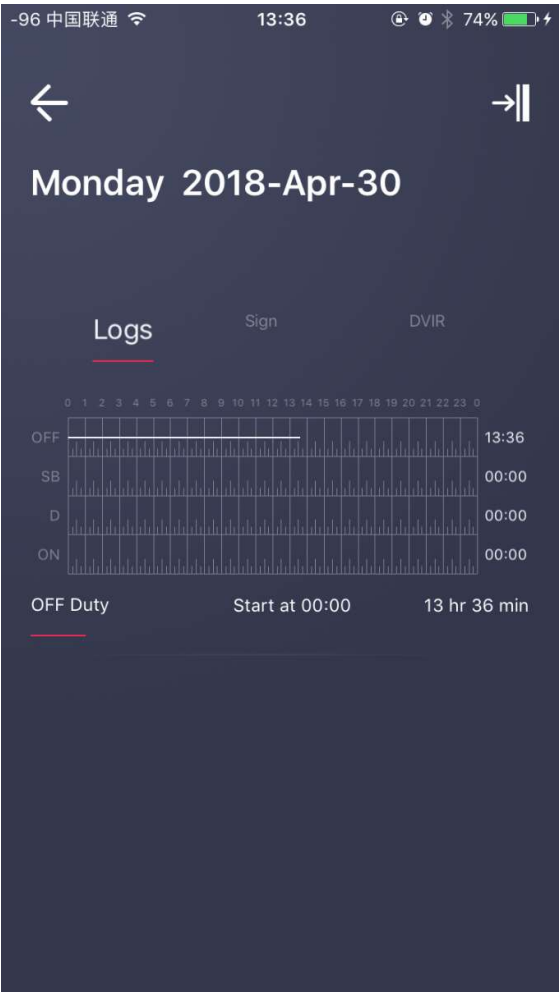 -96 中国联通 13:36 74%
Monday 2018-Apr-30
Logs Sign DVIR
0 1 2 3 4 5 6 7 8 9 10 11 12 13 14 15 16 17 18 19 20 21 22 23 0
OFF 13:36
SB 00:00
D 00:00
ON 00:00
OFF Duty Start at 00:00 13 hr 36 min